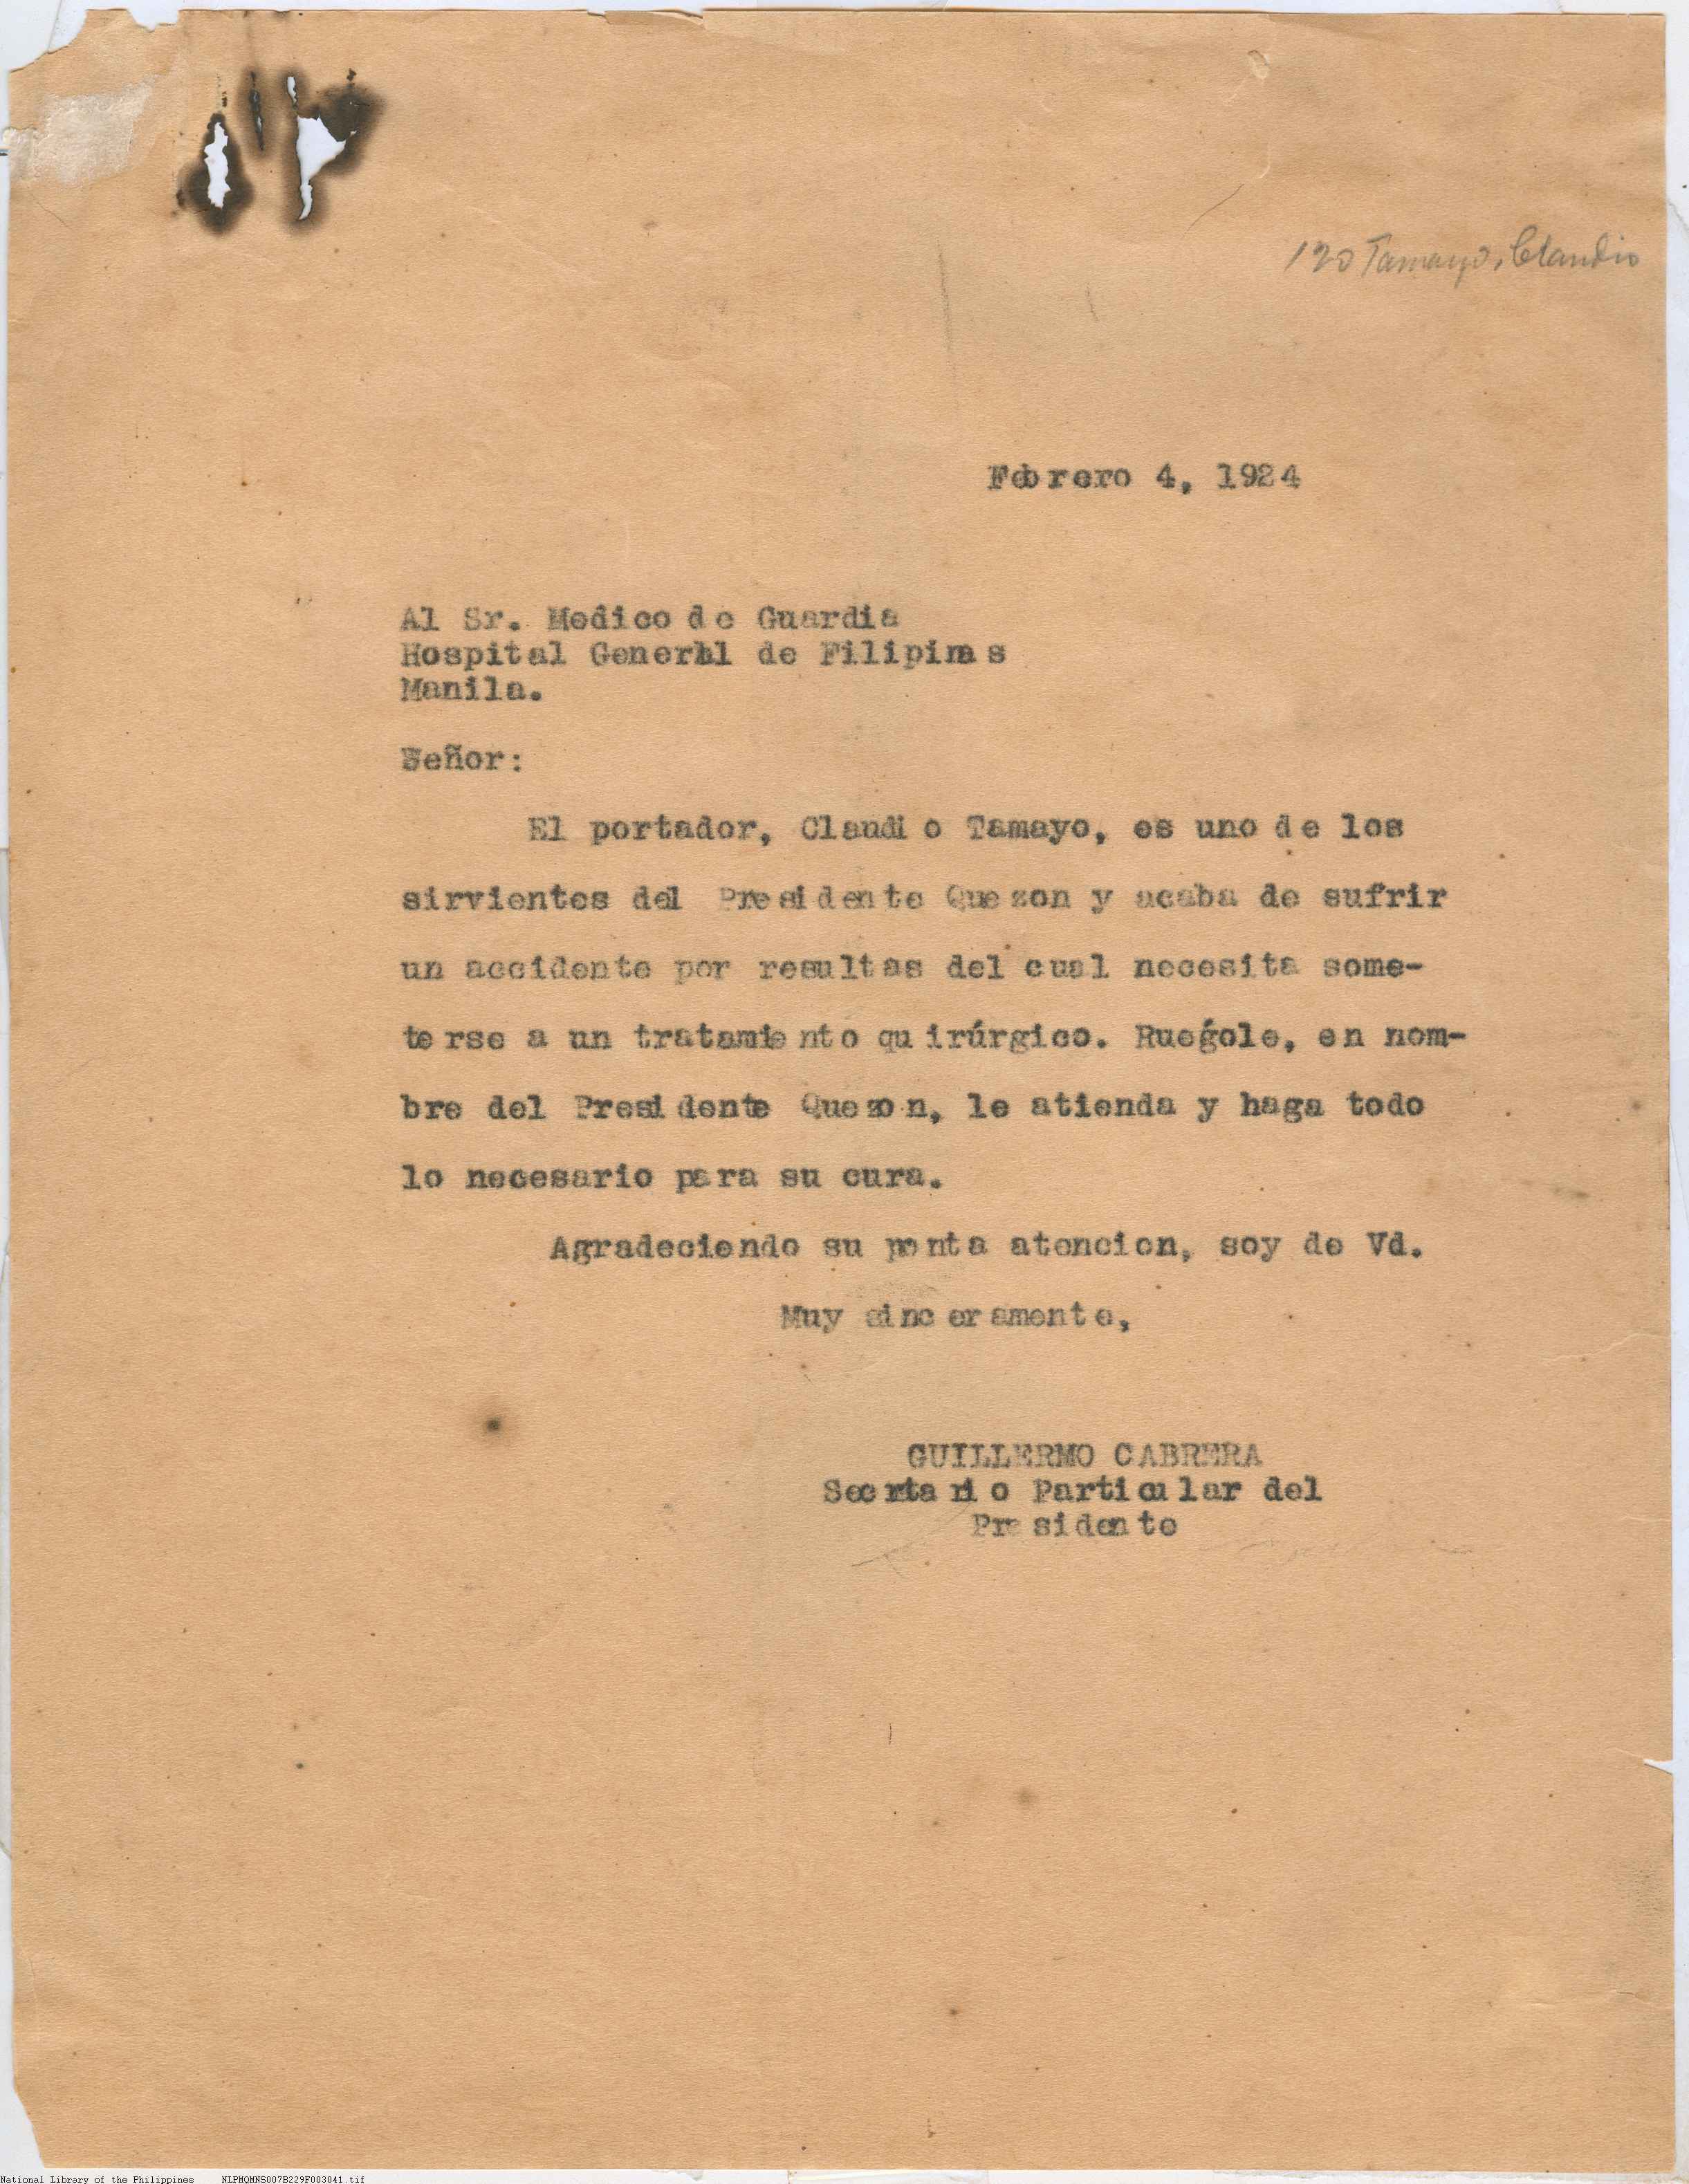 120 Tamayo, Claudio
Febrero 4, 1924
Al Sr. Medico de Guardia
Hospital General de Filipinas
Manila.
Señor:
El portador, Claudio Tamayo, es uno de los
sirvientes del Presidente Quezon y acaba de sufrir
un accidente por resultas del cual necesita some-
terse a un tratamiento quirúrgico. Ruégole, en nom-
bre del Presidente Quezon, le atienda y haga todo
lo necesario para su cura.
Agradeciendo su ponta atencion, soy de Vd.
Muy sinceramente,
GUILLERMO CABRERA
Secrtario Particular del
Presidente
National Library of the Philippines NLPMQMNS007B229F003041.tif